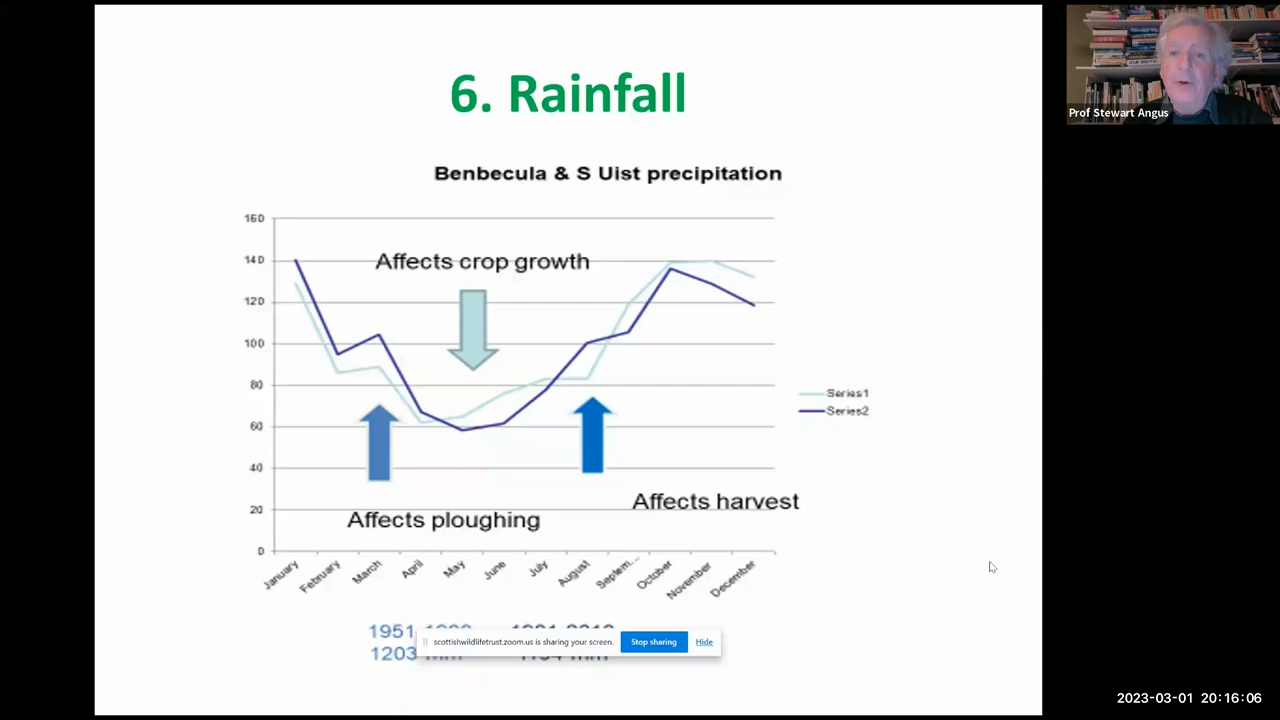 6. Rainfall
Prof Stewart Angus
Benbecula & S Uist precipitation
160
140
120
100
80
60
40
20
0
Affects crop growth
Series1
Series2
Affects harvest
Affects ploughing
January
February
March
April
May
June
July
August
Septem...
October
November
December
1951
1203
scottishwildlifetrust.zoom.us is sharing your screen.
Stop sharing
Hide
2023-03-01 20:16:06